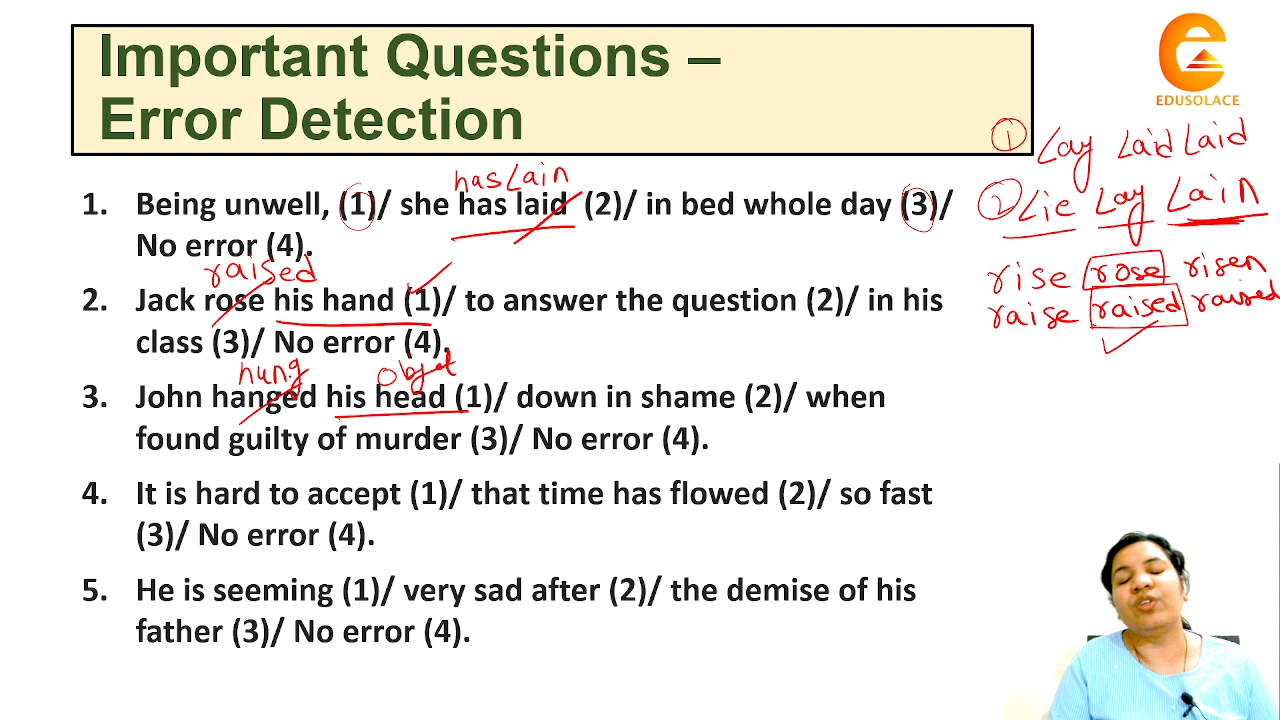 Important Questions –
Error Detection
EDUSOLACE
1 Lay Laid Laid
2 Lie Lay Lain
rise rose risen
raise raised raised
has Lain
1. Being unwell, (1)/ she has laid (2)/ in bed whole day (3)/
No error (4).
raised
2. Jack rose his hand (1)/ to answer the question (2)/ in his
class (3)/ No error (4).
hung object
3. John hanged his head (1)/ down in shame (2)/ when
found guilty of murder (3)/ No error (4).
4. It is hard to accept (1)/ that time has flowed (2)/ so fast
(3)/ No error (4).
5. He is seeming (1)/ very sad after (2)/ the demise of his
father (3)/ No error (4).